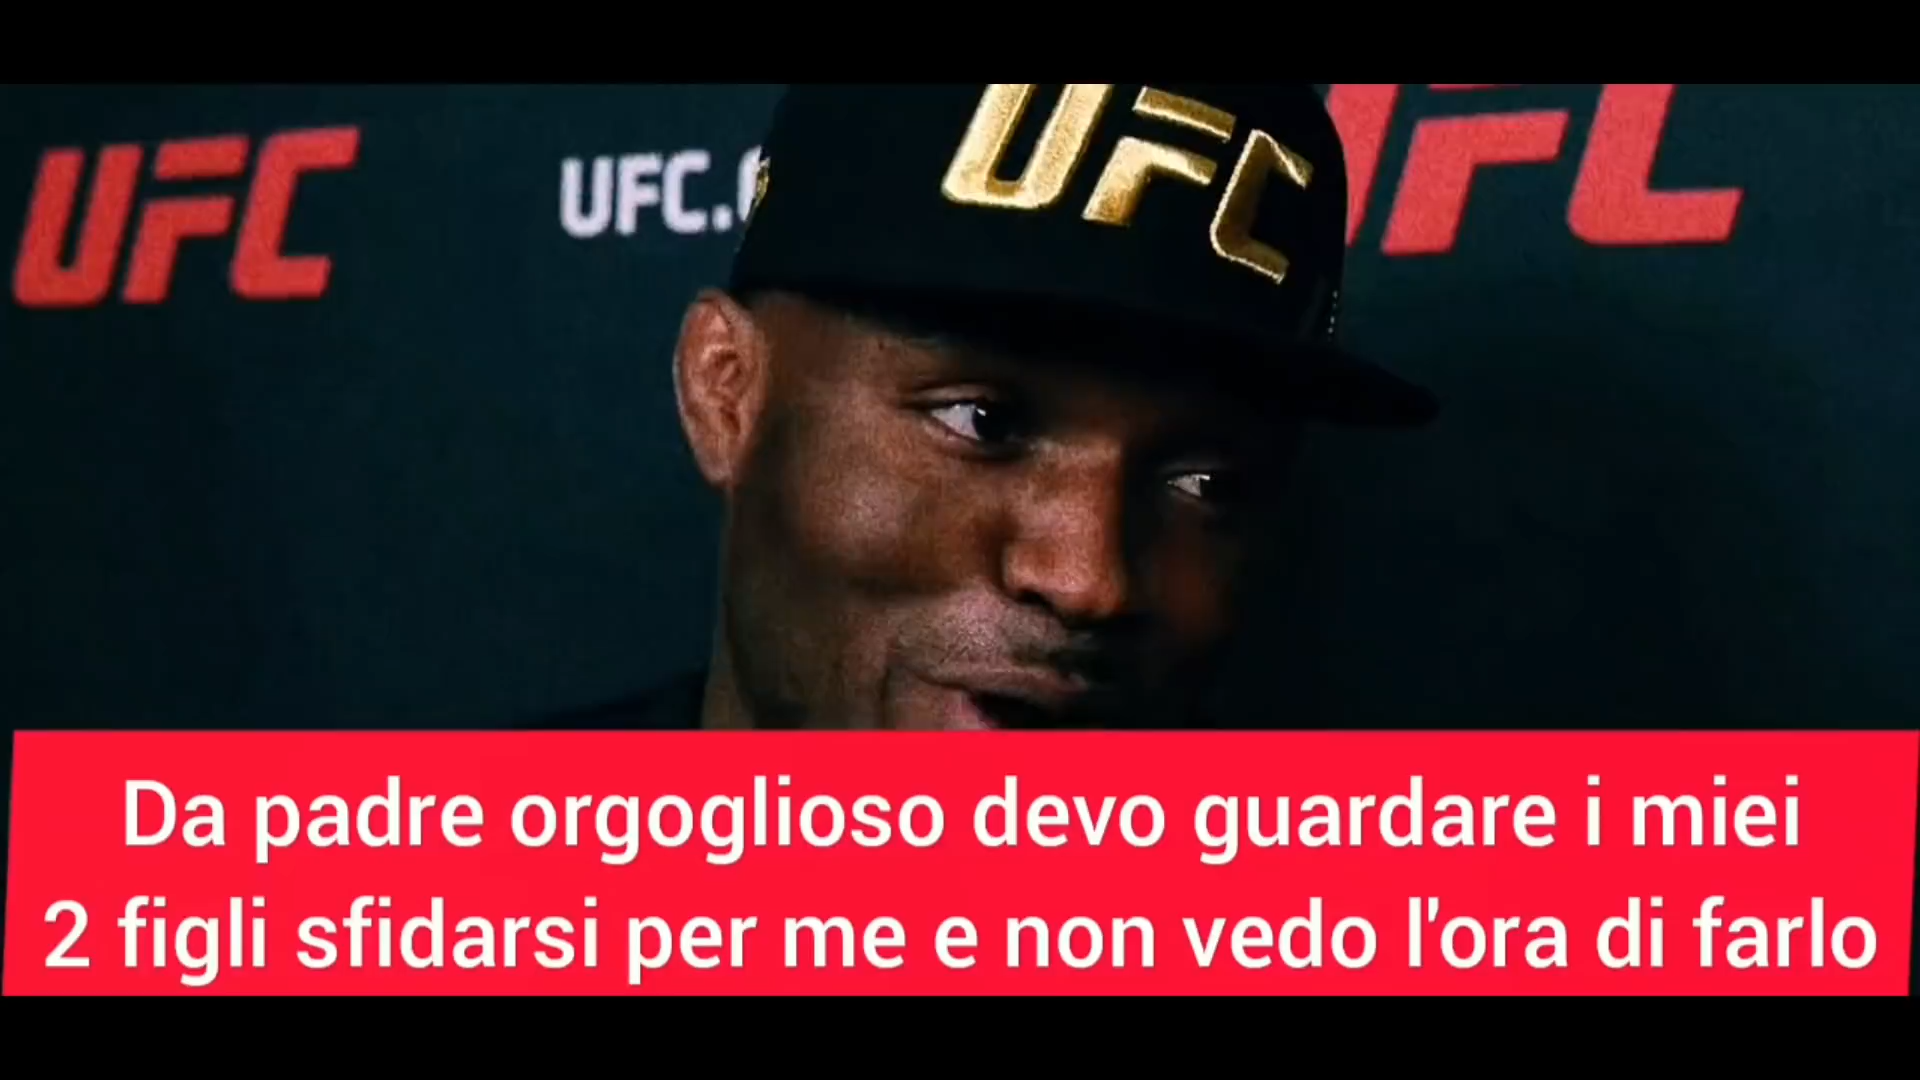 UFC
UFC.
UFC
UFC
Da padre orgoglioso devo guardare i miei
2 figli sfidarsi per me e non vedo l'ora di farlo